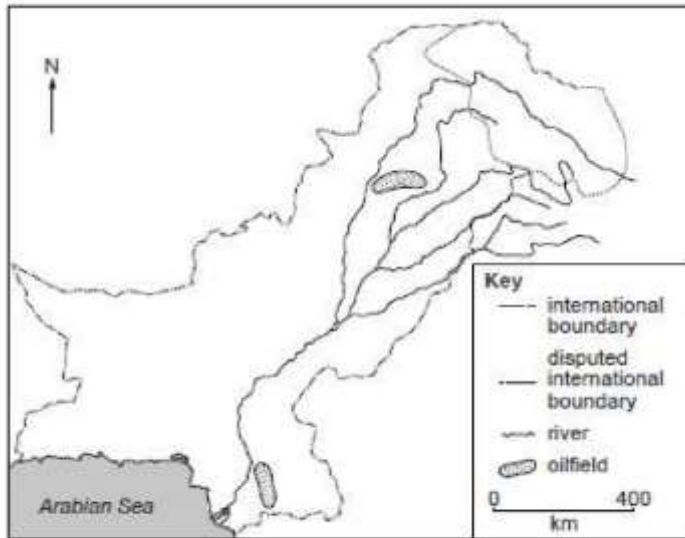 N
Key
international
boundary
disputed
international
boundary
river
oilfield
0 400
km
Arabian Sea